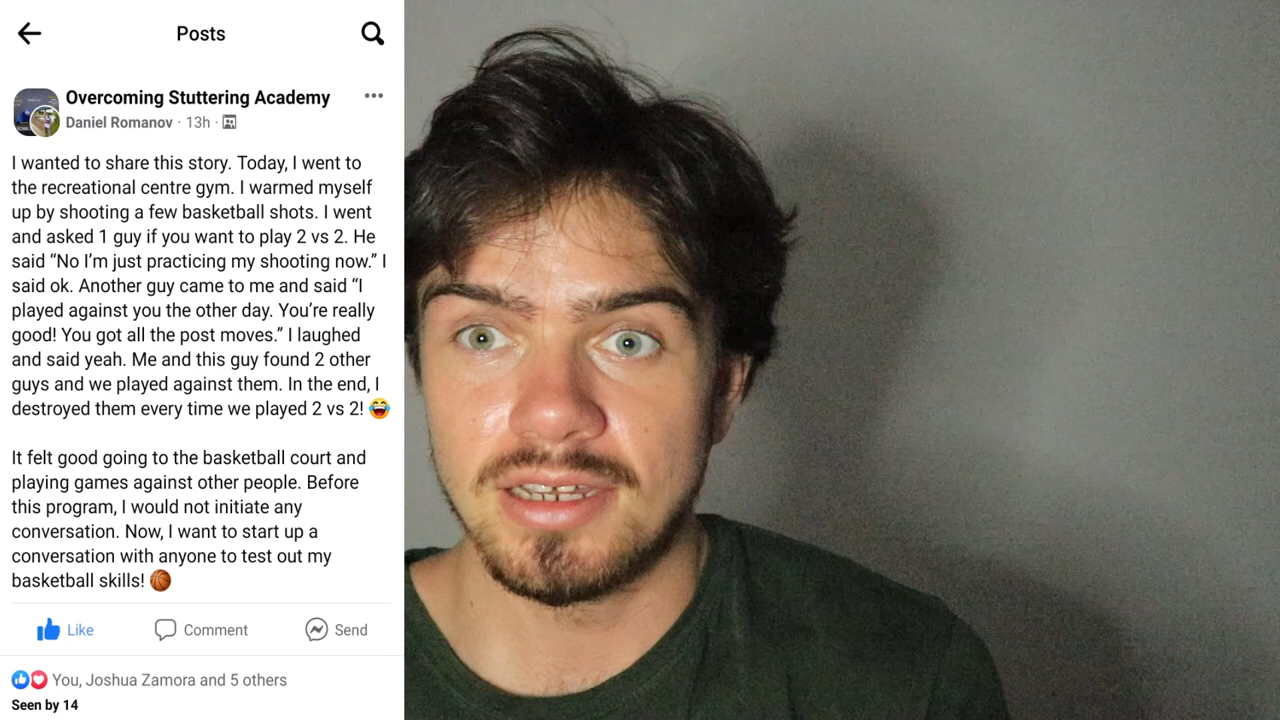 Posts
Overcoming Stuttering Academy
Daniel Romanov · 13h ·
I wanted to share this story. Today, I went to
the recreational centre gym. I warmed myself
up by shooting a few basketball shots. I went
and asked 1 guy if you want to play 2 vs 2. He
said “No I’m just practicing my shooting now.” I
said ok. Another guy came to me and said “I
played against you the other day. You’re really
good! You got all the post moves.” I laughed
and said yeah. Me and this guy found 2 other
guys and we played against them. In the end, I
destroyed them every time we played 2 vs 2! 😂
It felt good going to the basketball court and
playing games against other people. Before
this program, I would not initiate any
conversation. Now, I want to start up a
conversation with anyone to test out my
basketball skills! 🏀
Like
Comment
Send
You, Joshua Zamora and 5 others
Seen by 14